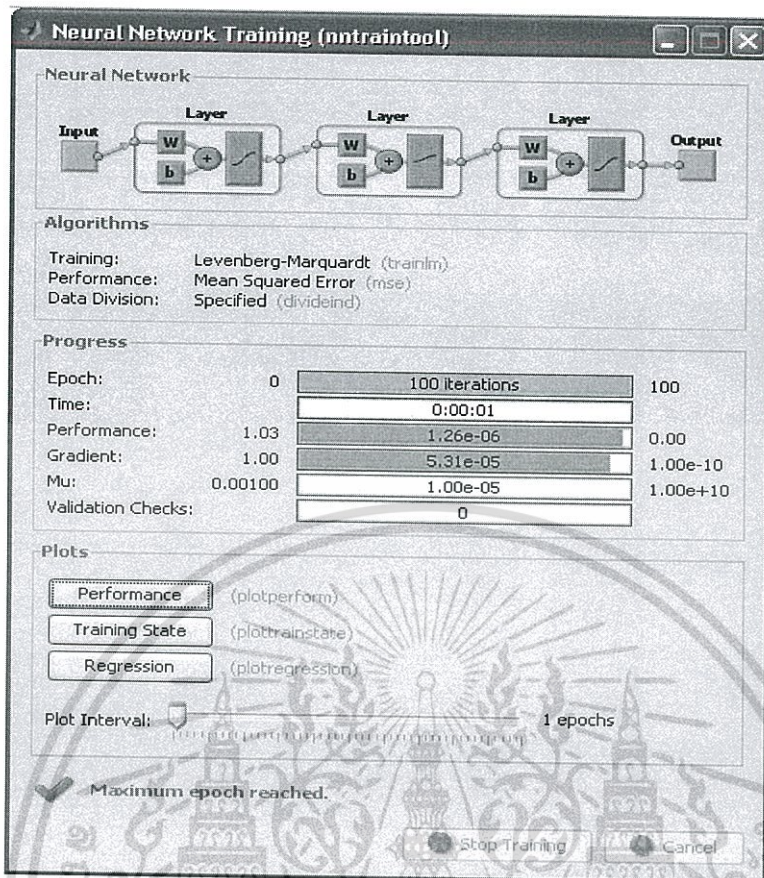 Neural Network Training (nntraintool)
Neural Network
Layer Layer Layer
Input W b + W b + W b + Output
Algorithms
Training: Levenberg-Marquardt (trainlm)
Performance: Mean Squared Error (mse)
Data Division: Specified (divideind)
Progress
Epoch: 0 100 iterations 100
Time: 0:00:01
Performance: 1.03 1.26e-06 0.00
Gradient: 1.00 5.31e-05 1.00e-10
Mu: 0.00100 1.00e-05 1.00e+10
Validation Checks: 0
Plots
Performance (plotperform)
Training State (plottrainstate)
Regression (plotregression)
Plot Interval: 1 epochs
Maximum epoch reached.
Stop Training Cancel